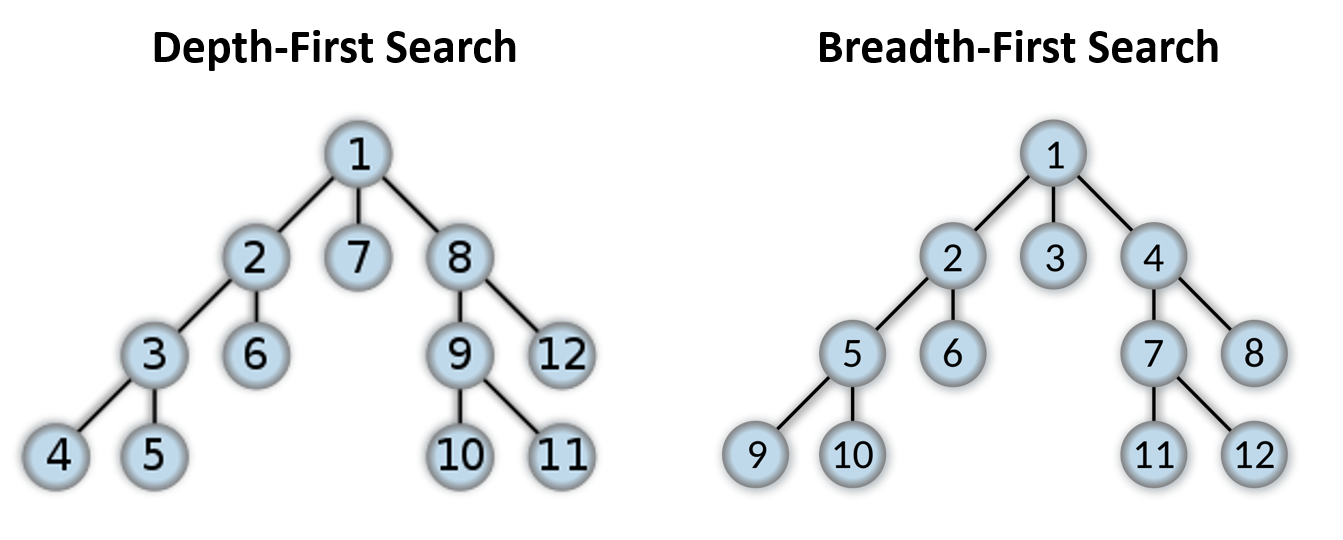 Depth-First Search
1
2 7 8
3 6 9 12
4 5 10 11
Breadth-First Search
1
2 3 4
5 6 7 8
9 10 11 12